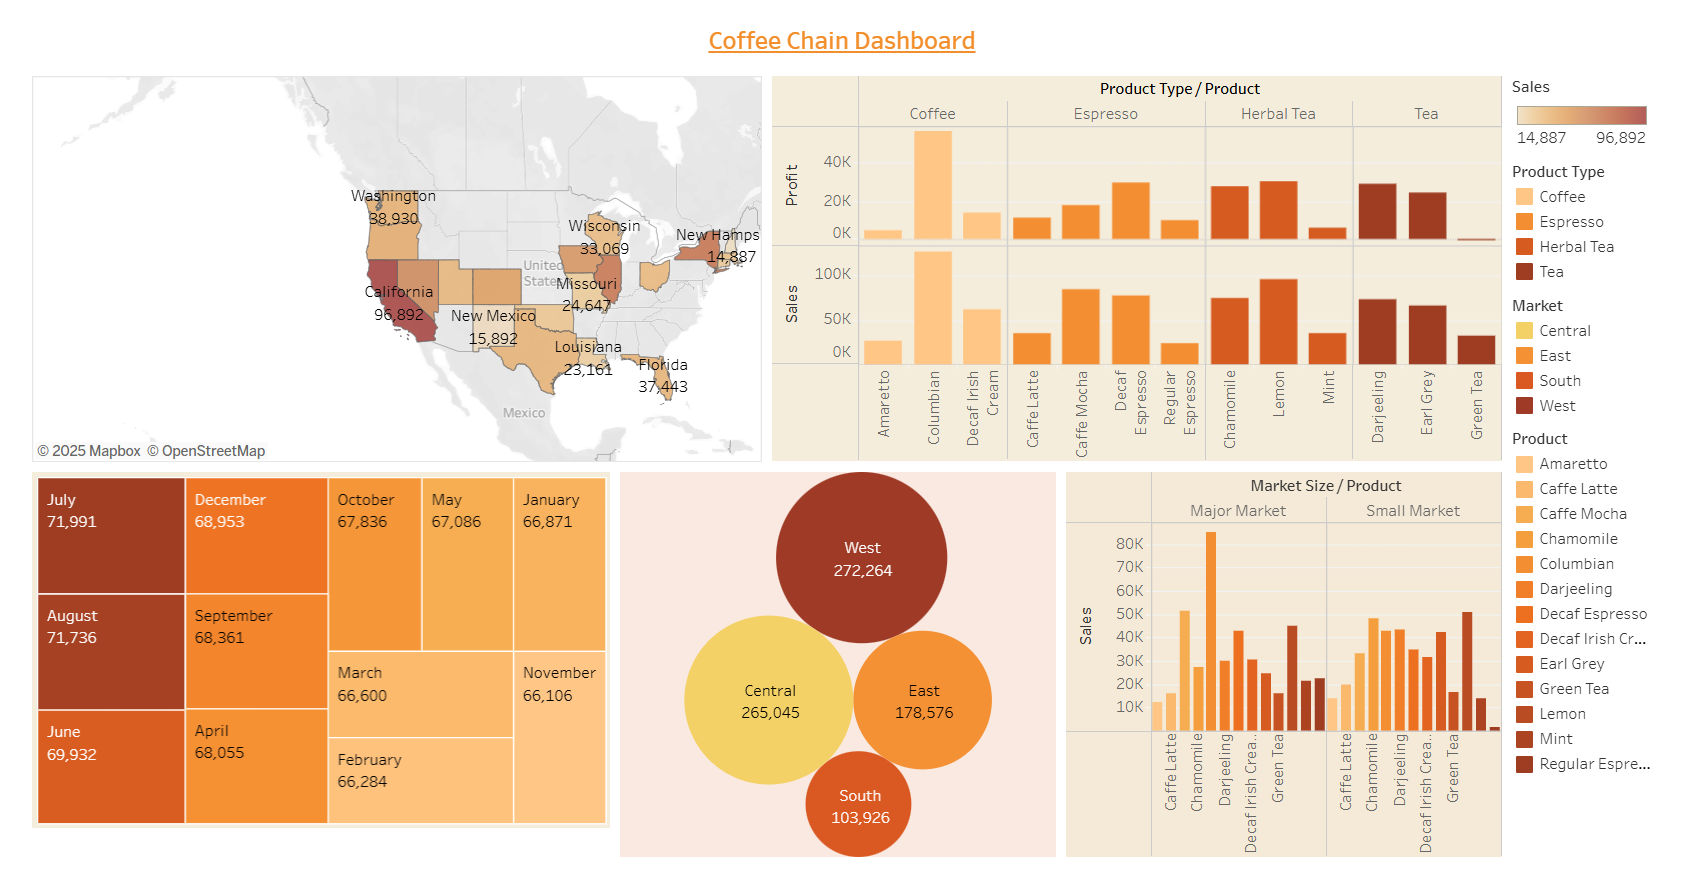 Coffee Chain Dashboard
Washington
38,930
Wisconsin
33,069
New Hamps
14,887
United
State
Missouri
24,647
California
96,892
New Mexico
15,892
Louisiana
23,161
Florida
37,443
Mexico
© 2025 Mapbox © OpenStreetMap
Product Type / Product
Coffee Espresso Herbal Tea Tea
Profit
40K
20K
0K
Sales
100K
50K
0K
Amaretto
Columbian
Decaf Irish
Cream
Caffe Latte
Caffe Mocha
Decaf
Espresso
Regular
Espresso
Chamomile
Lemon
Mint
Darjeeling
Earl Grey
Green Tea
Sales
14,887 96,892
Product Type
Coffee
Espresso
Herbal Tea
Tea
Market
Central
East
South
West
Product
Amaretto
Caffe Latte
Caffe Mocha
Chamomile
Columbian
Darjeeling
Decaf Espresso
Decaf Irish Cr...
Earl Grey
Green Tea
Lemon
Mint
Regular Espre...
July
71,991
August
71,736
June
69,932
December
68,953
September
68,361
April
68,055
October
67,836
May
67,086
January
66,871
March
66,600
February
66,284
November
66,106
West
272,264
Central
265,045
East
178,576
South
103,926
Market Size / Product
Major Market Small Market
Sales
80K
70K
60K
50K
40K
30K
20K
10K
Caffe Latte
Chamomile
Darjeeling
Decaf Irish Crea..
Green Tea
Caffe Latte
Chamomile
Darjeeling
Decaf Irish Crea..
Green Tea